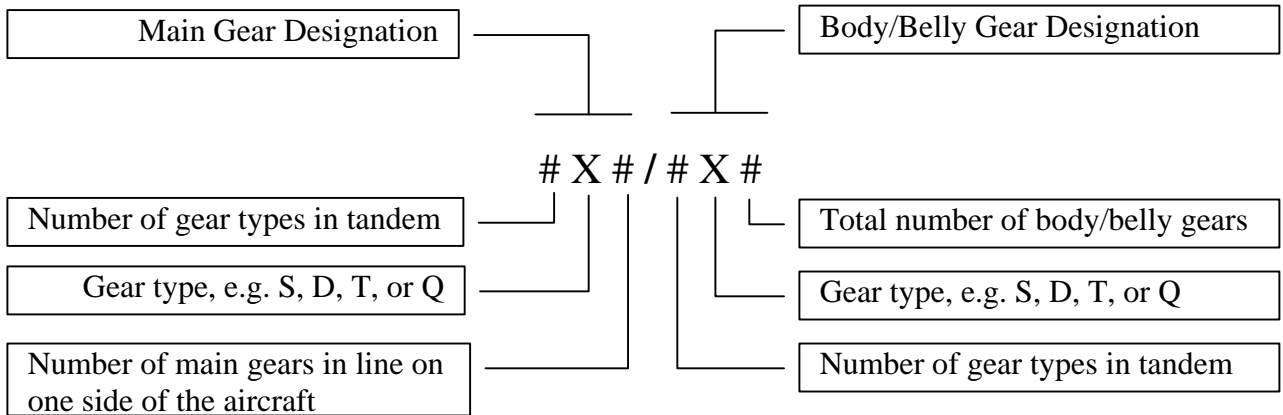 Main Gear Designation
Body/Belly Gear Designation
# X # / # X #
Number of gear types in tandem
Total number of body/belly gears
Gear type, e.g. S, D, T, or Q
Gear type, e.g. S, D, T, or Q
Number of main gears in line on
one side of the aircraft
Number of gear types in tandem